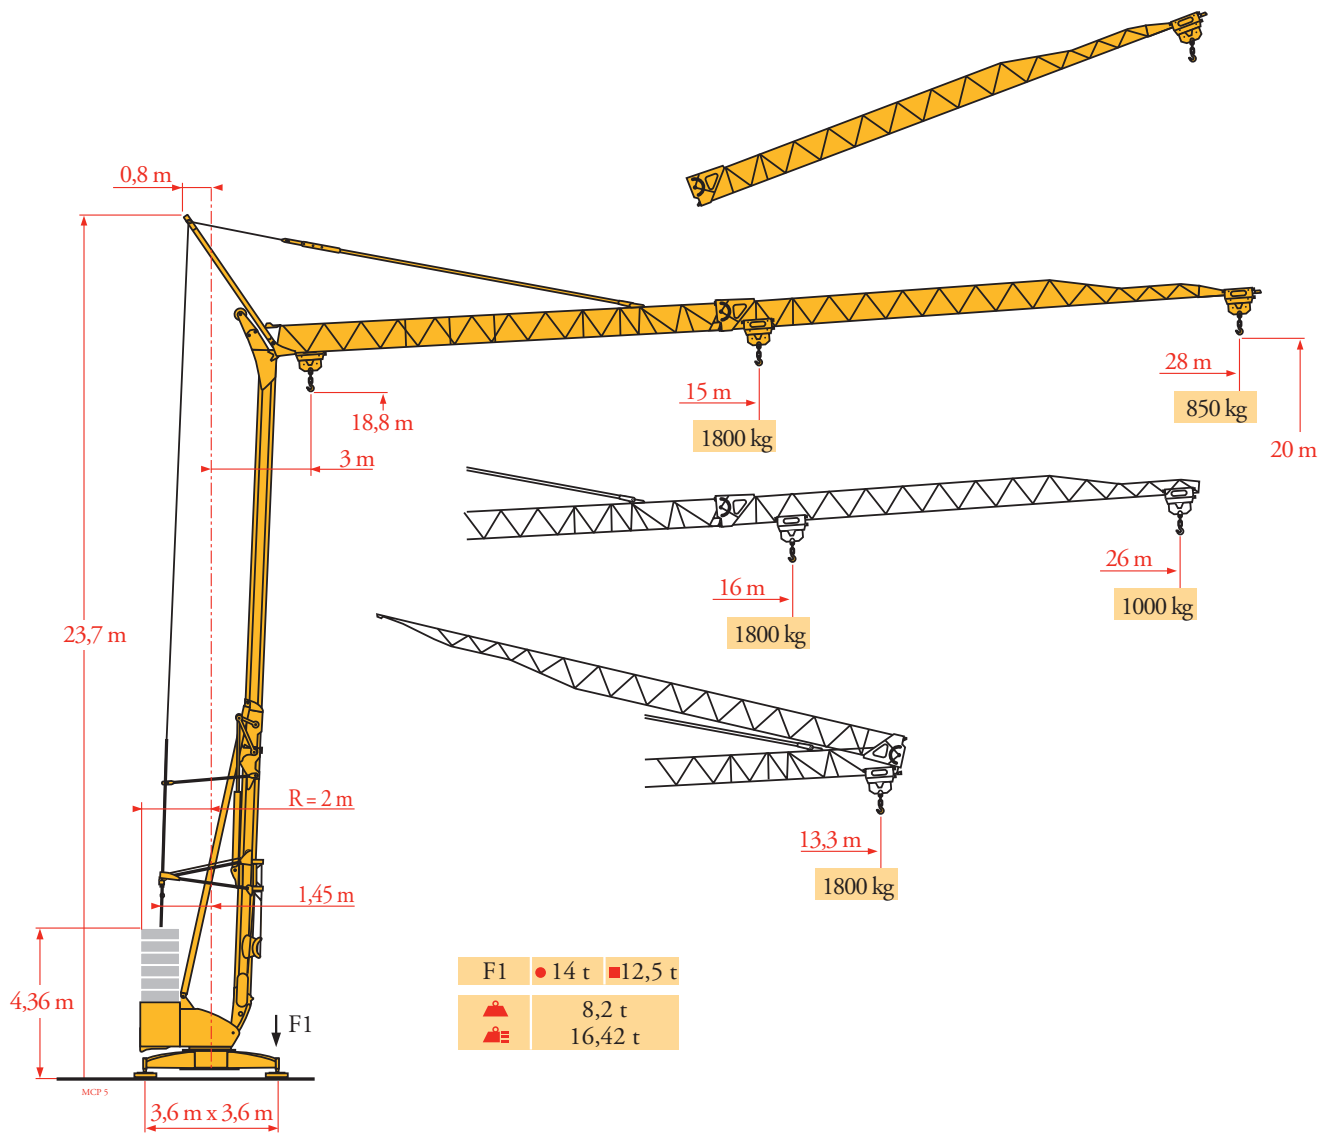 0,8 m
28 m
15 m
850 kg
18,8 m
1800 kg
20 m
3 m
26 m
16 m
1000 kg
23,7 m
1800 kg
R = 2 m
13,3 m
1800 kg
1,45 m
F1 14 t 12,5 t
4,36 m
8,2 t
F1
16,42 t
MCP 5
3,6 m x 3,6 m